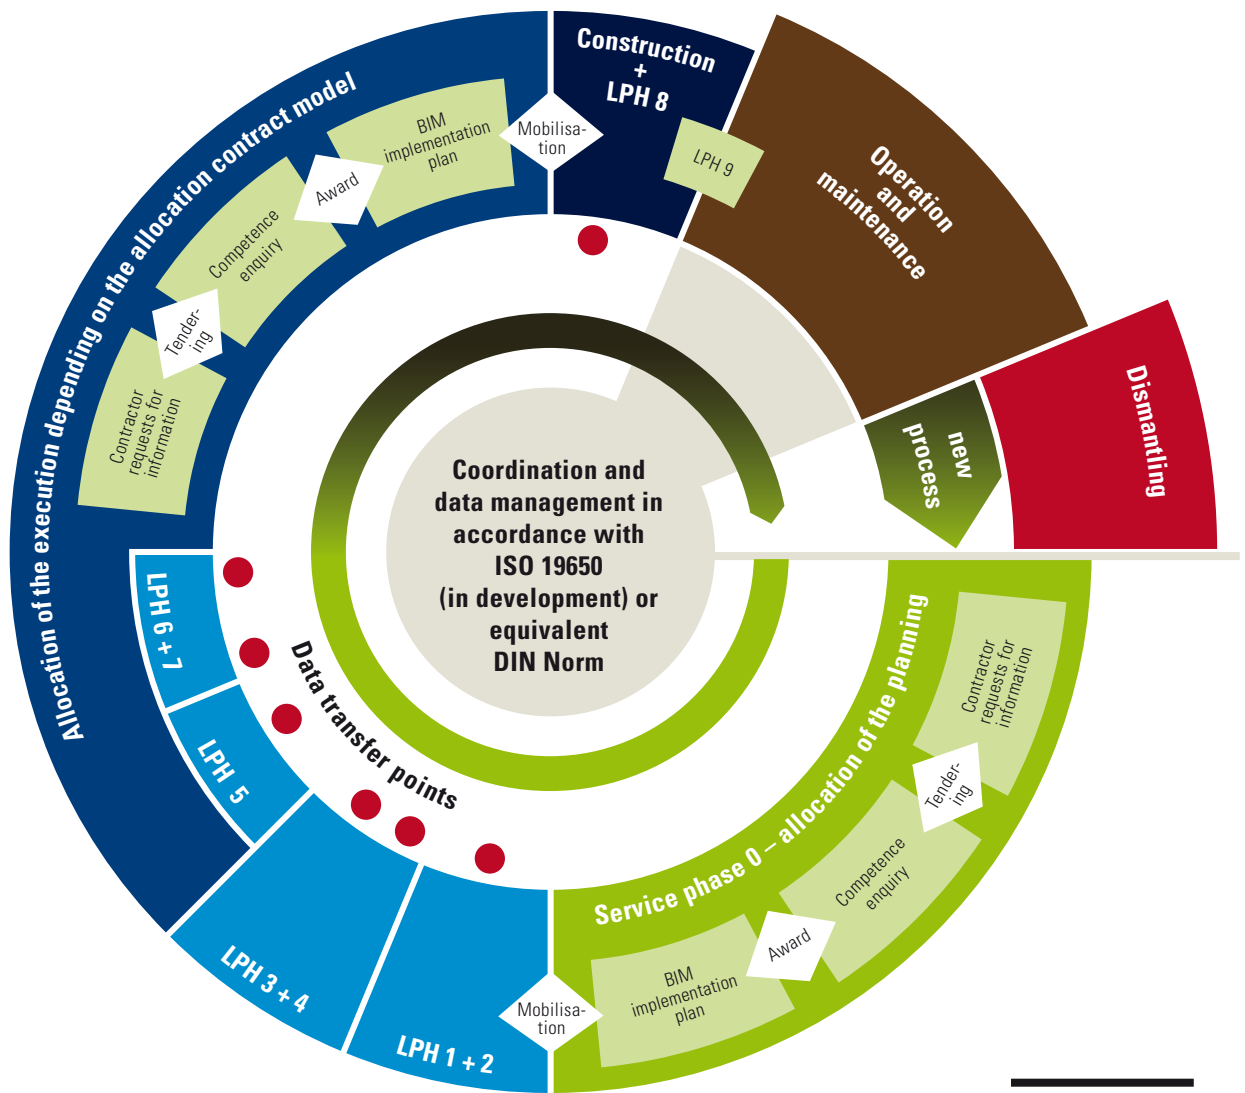 Construction
+
LPH 8
Mobilisa-
tion
LPH 9
Operation
and
maintenance
Dismantling
new
process
Allocation of the execution depending on the allocation contract model
BIM
implementation
plan
Award
Competence
enquiry
Tender-
ing
Contractor
requests for
information
Coordination and
data management in
accordance with
ISO 19650
(in development) or
equivalent
DIN Norm
Data transfer points
LPH 6 + 7
LPH 5
LPH 3 + 4
LPH 1 + 2
Mobilisa-
tion
Service phase 0 – allocation of the planning
BIM
implementation
plan
Award
Competence
enquiry
Tender-
ing
Contractor
requests for
information